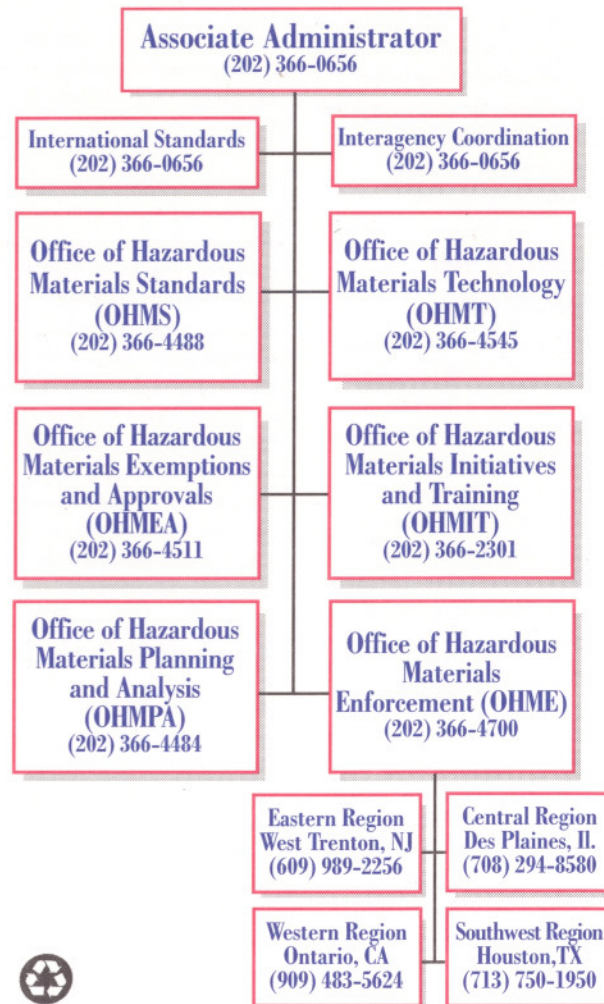 Associate Administrator
(202) 366-0656
International Standards
(202) 366-0656
Interagency Coordination
(202) 366-0656
Office of Hazardous
Materials Standards
(OHMS)
(202) 366-4488
Office of Hazardous
Materials Technology
(OHMT)
(202) 366-4545
Office of Hazardous
Materials Exemptions
and Approvals
(OHMEA)
(202) 366-4511
Office of Hazardous
Materials Initiatives
and Training
(OHMIT)
(202) 366-2301
Office of Hazardous
Materials Planning
and Analysis
(OHMPA)
(202) 366-4484
Office of Hazardous
Materials
Enforcement (OHME)
(202) 366-4700
Eastern Region
West Trenton, NJ
(609) 989-2256
Central Region
Des Plaines, Il.
(708) 294-8580
Western Region
Ontario, CA
(909) 483-5624
Southwest Region
Houston,TX
(713) 750-1950